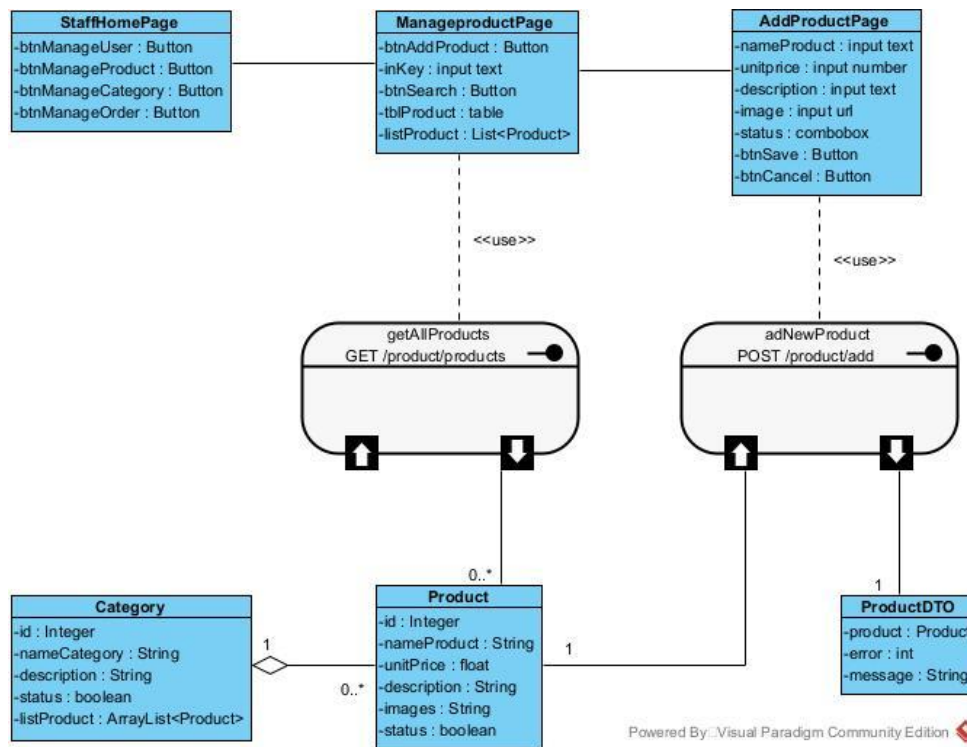 StaffHomePage
-btnManageUser : Button
-btnManageProduct : Button
-btnManageCategory : Button
-btnManageOrder : Button
ManageproductPage
-btnAddProduct : Button
-inKey : input text
-btnSearch : Button
-tblProduct : table
-listProduct : List<Product>
AddProductPage
-nameProduct : input text
-unitprice : input number
-description : input text
-image : input url
-status : combobox
-btnSave : Button
-btnCancel : Button
<<use>>
<<use>>
getAllProducts
GET /product/products
adNewProduct
POST /product/add
0..*
1
Category
-id : Integer
-nameCategory : String
-description : String
-status : boolean
-listProduct : ArrayList<Product>
1
0..*
Product
-id : Integer
-nameProduct : String
-unitPrice : float
-description : String
-images : String
-status : boolean
1
ProductDTO
-product : Product
-error : int
-message : String
Powered By Visual Paradigm Community Edition